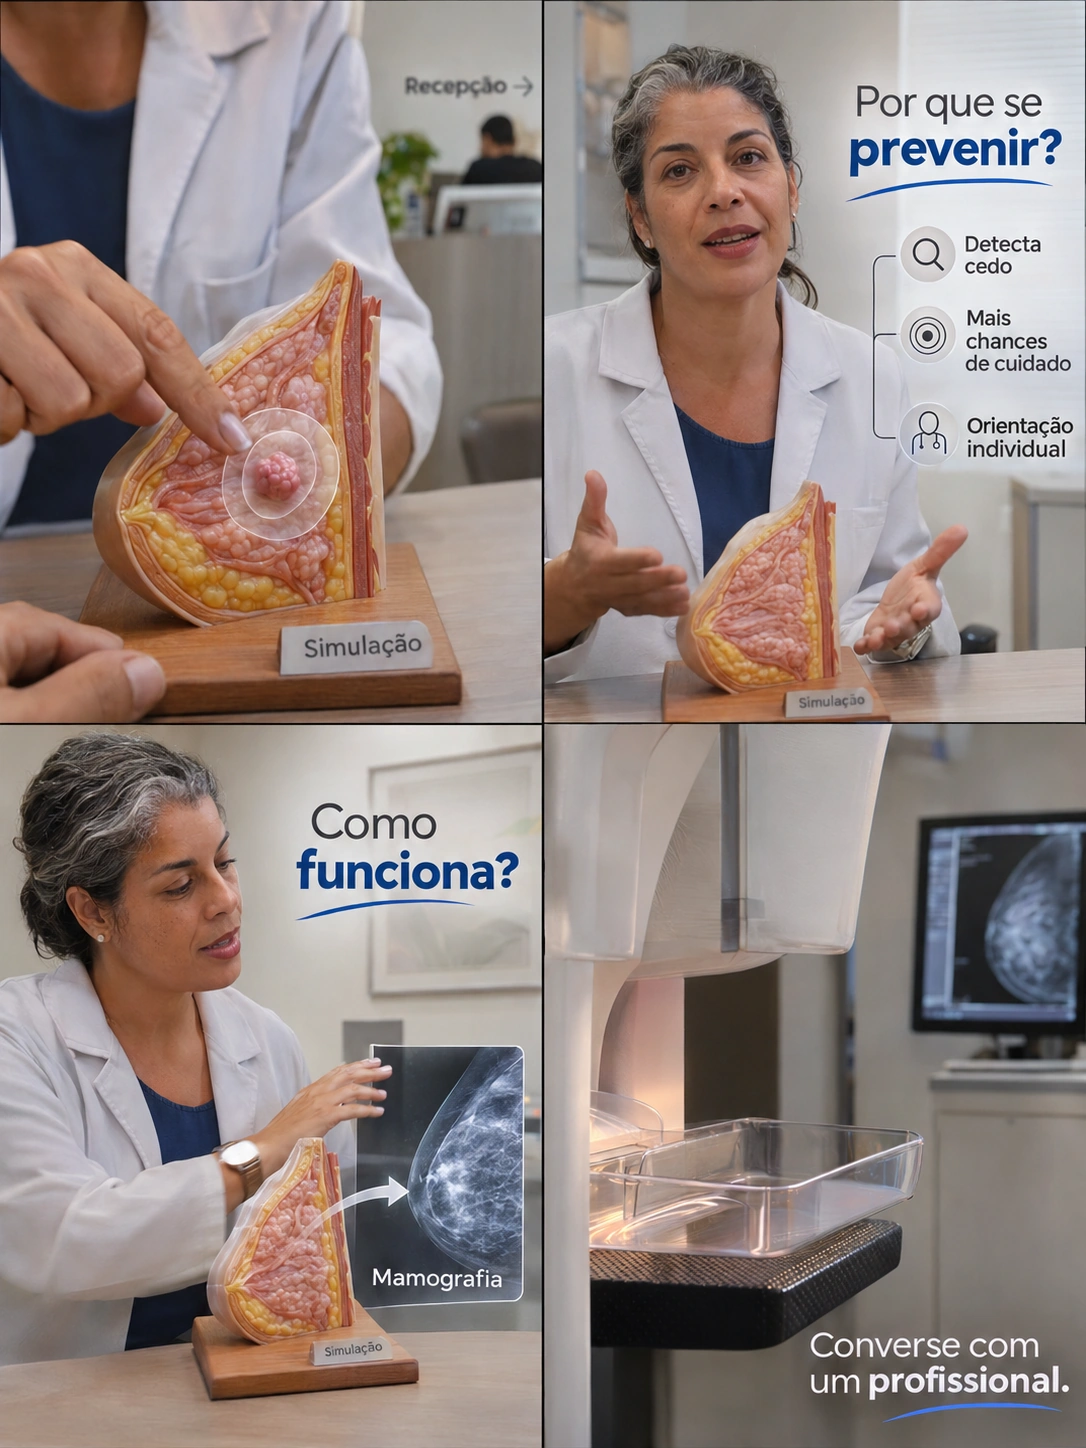 Recepção →
Simulação
Por que se
prevenir?
Detecta
cedo
Mais
chances
de cuidado
Orientação
individual
Simulação
Como
funciona?
Mamografia
Simulação
Converse com
um profissional.